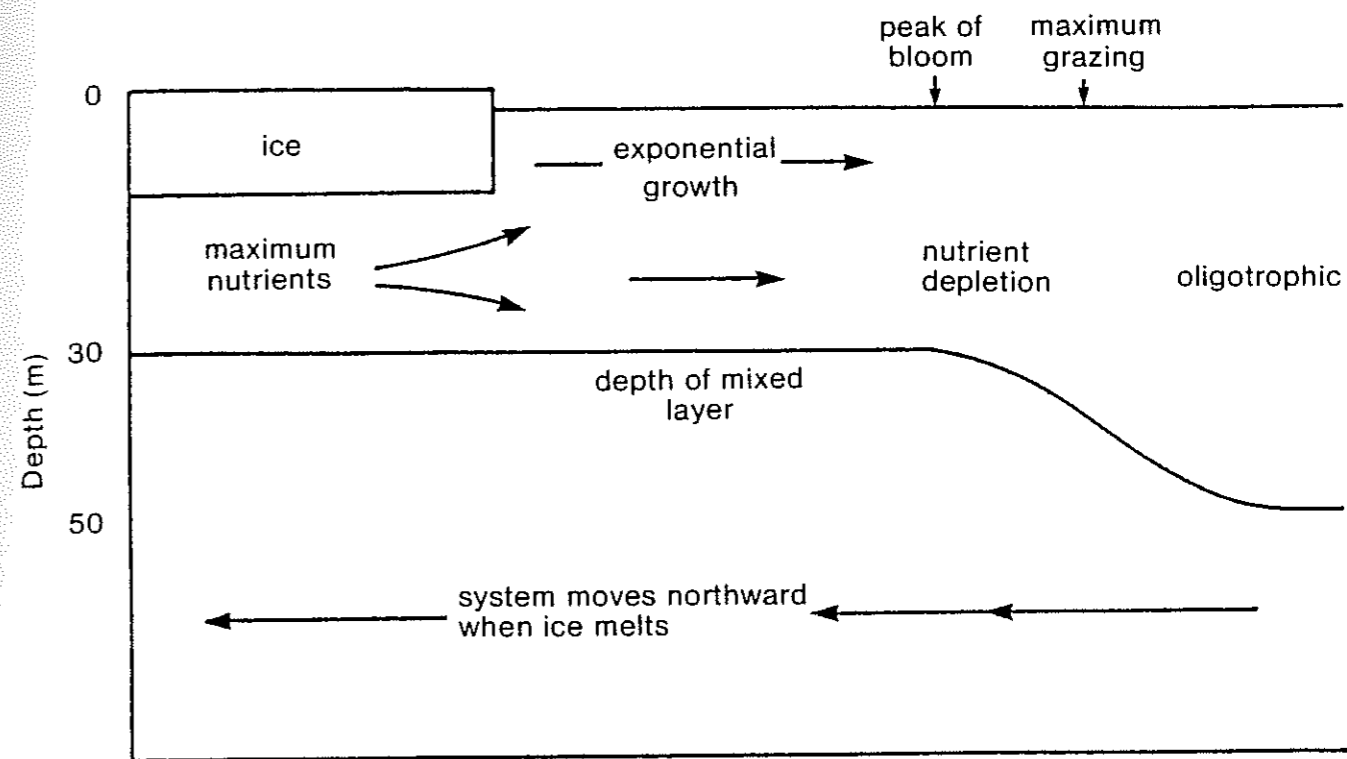 peak of
bloom
maximum
grazing
0
ice
exponential
growth
maximum
nutrients
nutrient
depletion
oligotrophic
30
depth of mixed
layer
Depth (m)
50
system moves northward
when ice melts